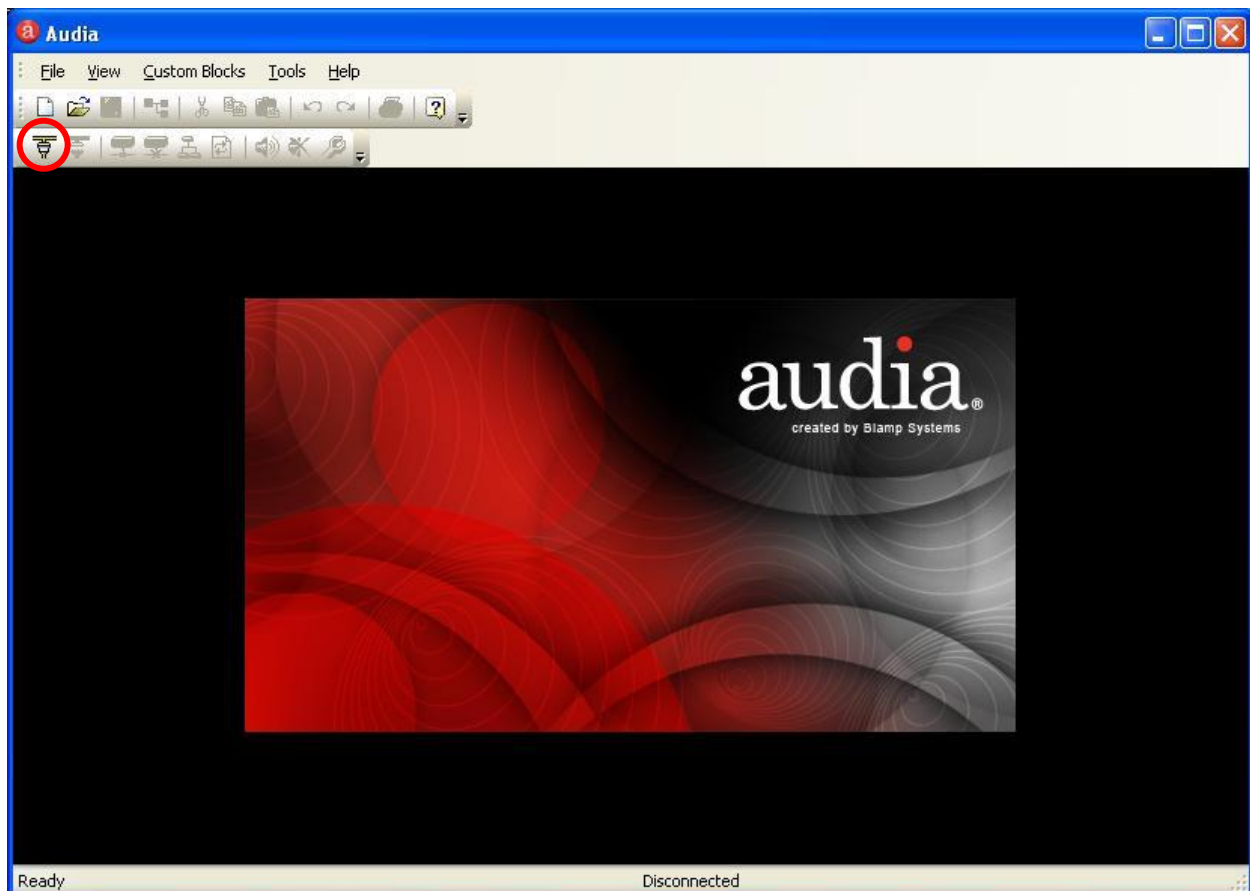 a Audia
File View Custom Blocks Tools Help
?
audia®
created by Biamp Systems
Ready Disconnected